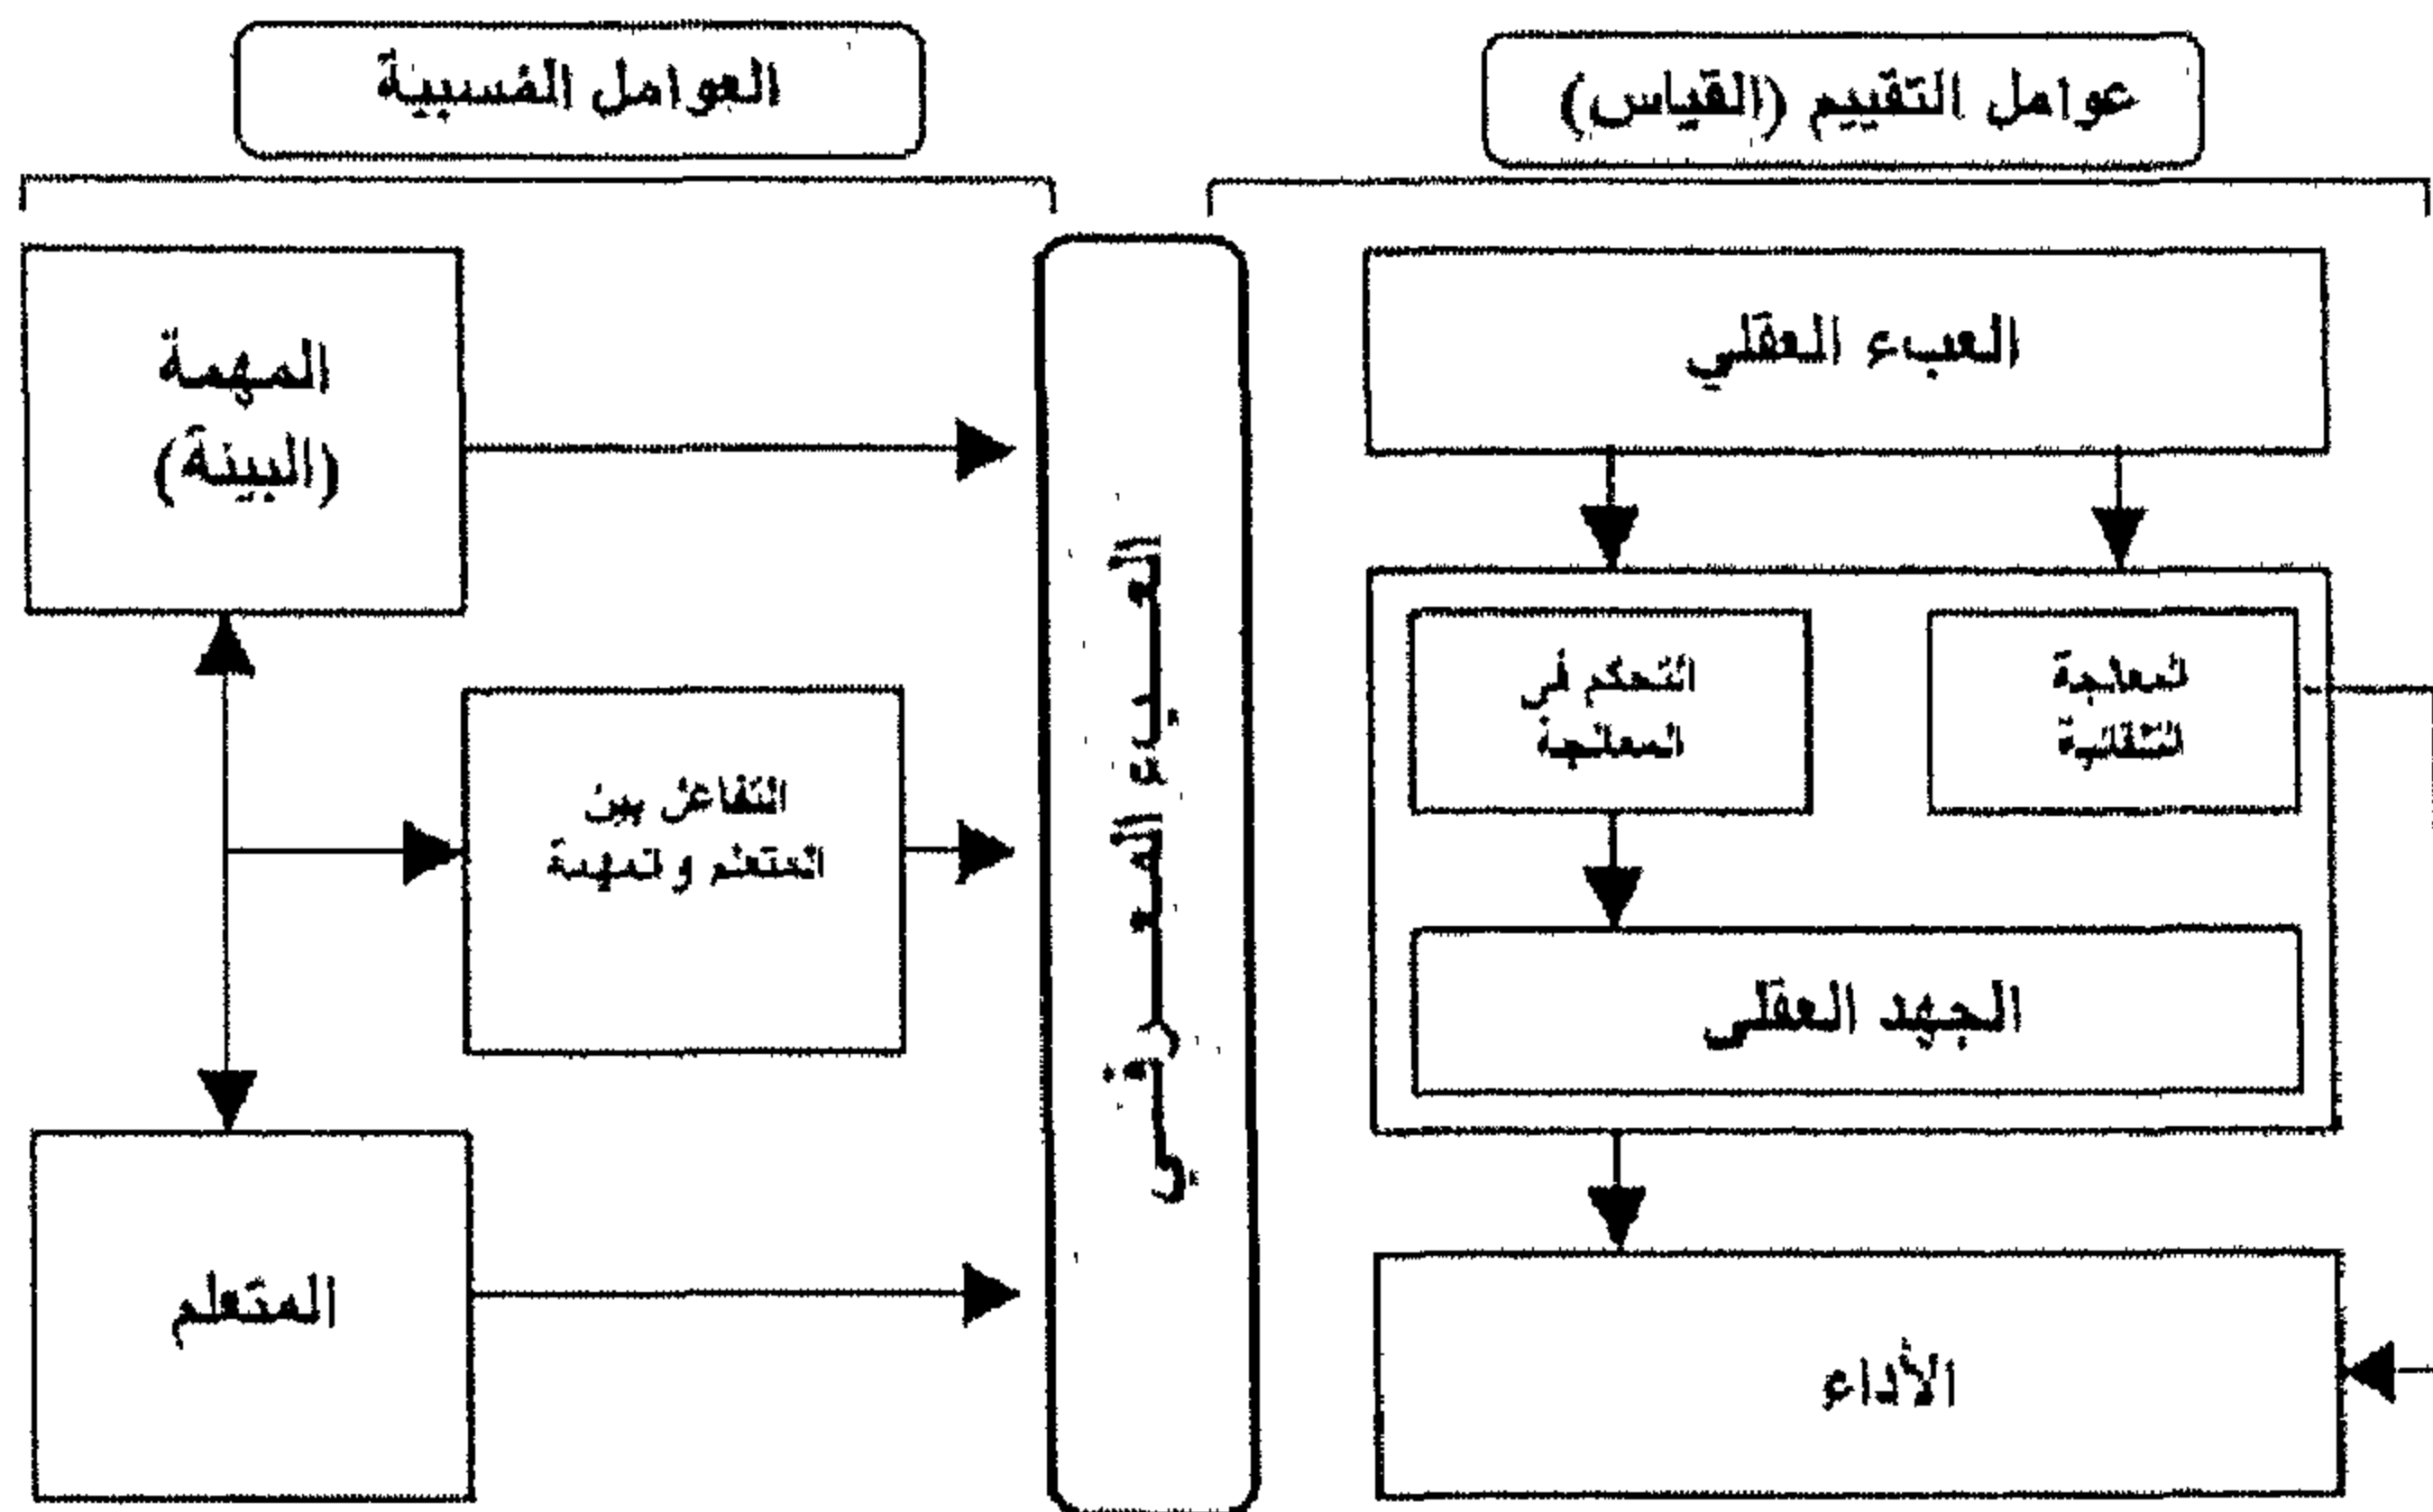 عوامل التقييم (القياس)
العوامل المسببة
العبء العقلي
المعالجة
التلقائية
التحكم في
المعالجة
الجهد العقلي
الأداء
الحمل المعرفي
المهمة
(البيئة)
التفاعل بين
المتعلم والمهمة
المتعلم